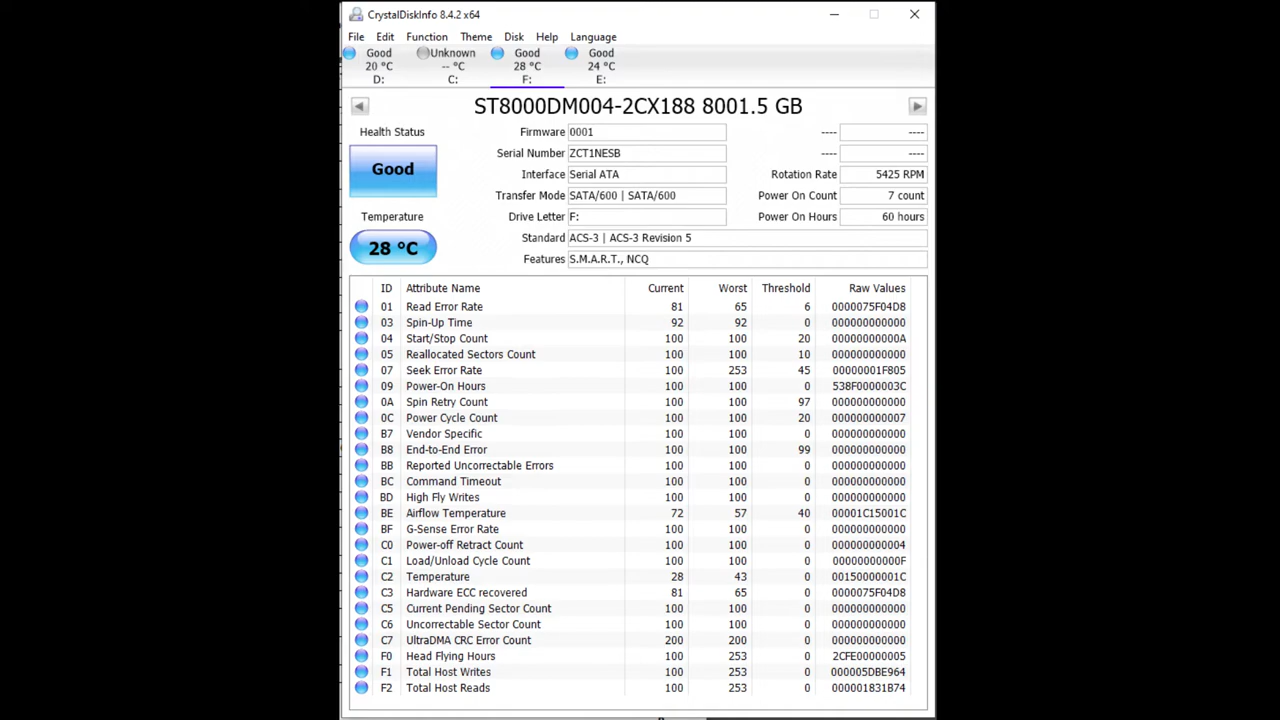 CrystalDiskInfo 8.4.2 x64
File Edit Function Theme Disk Help Language
Good Unknown Good Good
20 °C -- °C 28 °C 24 °C
D: C: F: E:
ST8000DM004-2CX188 8001.5 GB
Health Status Firmware 0001 ---- ----
Good Serial Number ZCT1NESB ---- ----
Interface Serial ATA Rotation Rate 5425 RPM
Transfer Mode SATA/600 | SATA/600 Power On Count 7 count
Temperature Drive Letter F: Power On Hours 60 hours
28 °C Standard ACS-3 | ACS-3 Revision 5
Features S.M.A.R.T., NCQ
ID Attribute Name Current Worst Threshold Raw Values
01 Read Error Rate 81 65 6 0000075F04D8
03 Spin-Up Time 92 92 0 000000000000
04 Start/Stop Count 100 100 20 00000000000A
05 Reallocated Sectors Count 100 100 10 000000000000
07 Seek Error Rate 100 253 45 00000001F805
09 Power-On Hours 100 100 0 538F0000003C
0A Spin Retry Count 100 100 97 000000000000
0C Power Cycle Count 100 100 20 000000000007
B7 Vendor Specific 100 100 0 000000000000
B8 End-to-End Error 100 100 99 000000000000
BB Reported Uncorrectable Errors 100 100 0 000000000000
BC Command Timeout 100 100 0 000000000000
BD High Fly Writes 100 100 0 000000000000
BE Airflow Temperature 72 57 40 00001C15001C
BF G-Sense Error Rate 100 100 0 000000000000
C0 Power-off Retract Count 100 100 0 000000000004
C1 Load/Unload Cycle Count 100 100 0 00000000000F
C2 Temperature 28 43 0 00150000001C
C3 Hardware ECC recovered 81 65 0 0000075F04D8
C5 Current Pending Sector Count 100 100 0 000000000000
C6 Uncorrectable Sector Count 100 100 0 000000000000
C7 UltraDMA CRC Error Count 200 200 0 000000000000
F0 Head Flying Hours 100 253 0 2CFE00000005
F1 Total Host Writes 100 253 0 000005DBE964
F2 Total Host Reads 100 253 0 000001831B74